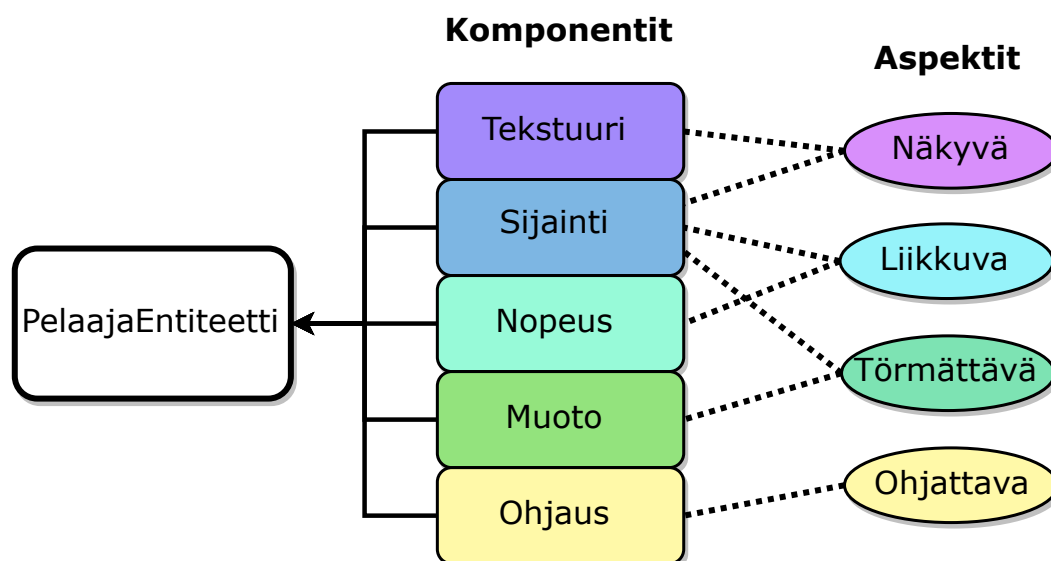 Komponentit
Aspektit
Tekstuuri
Näkyvä
Sijainti
Liikkuva
PelaajaEntiteetti
Nopeus
Törmättävä
Muoto
Ohjattava
Ohjaus